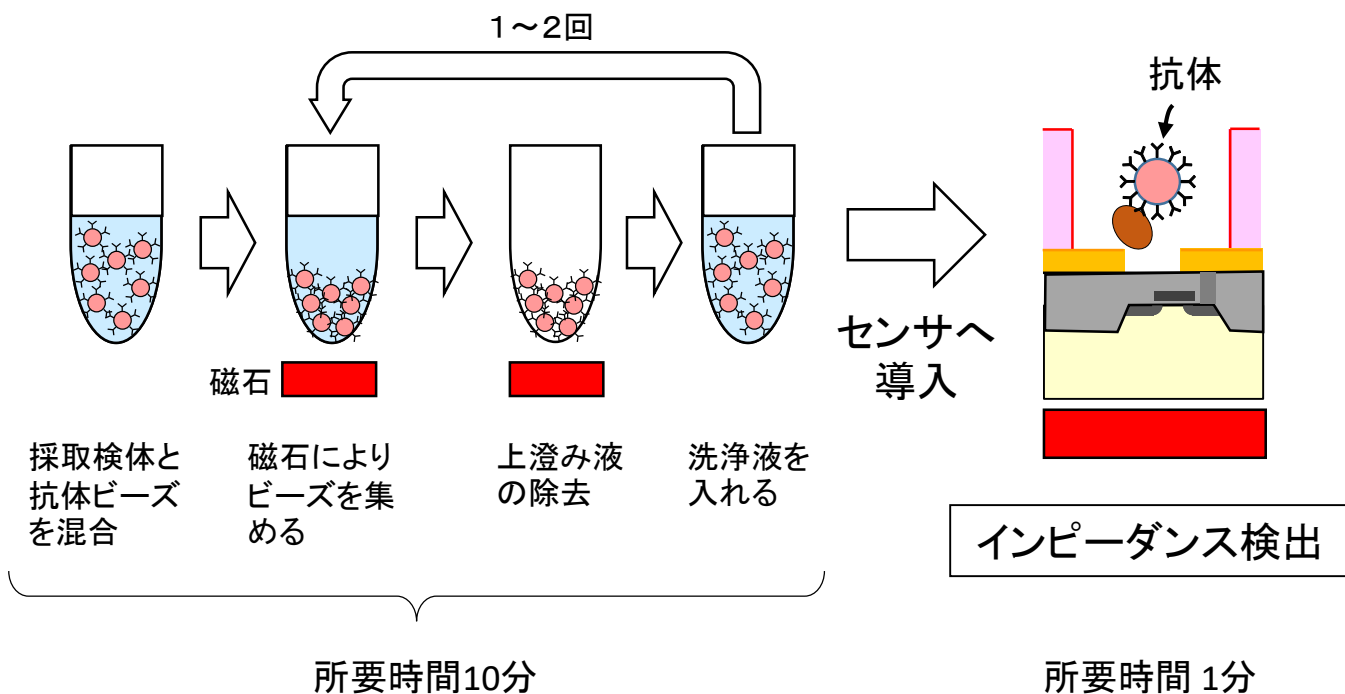 1～2回
抗体
磁石
センサへ
導入
採取検体と
抗体ビーズ
を混合
磁石により
ビーズを集
める
上澄み液
の除去
洗浄液を
入れる
インピーダンス検出
所要時間10分
所要時間 1分